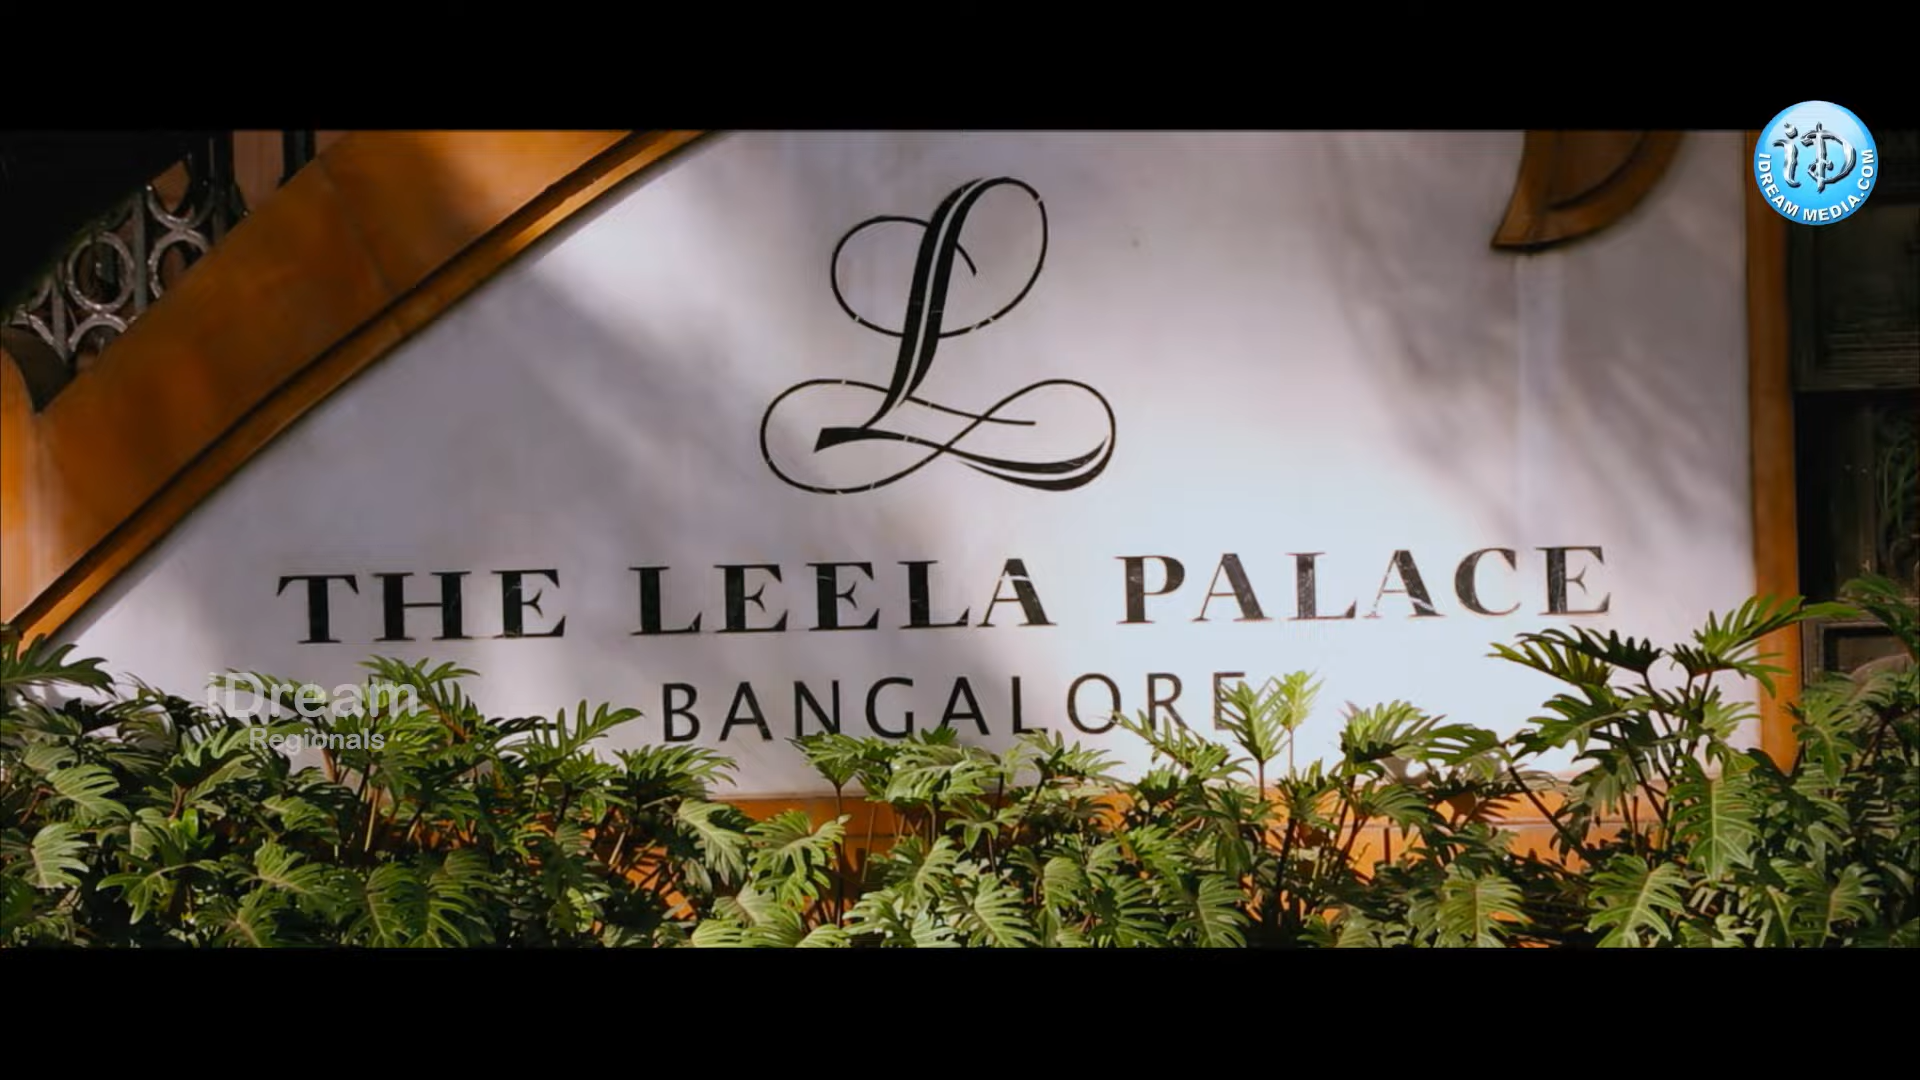 iD
IDREAM MEDIA.COM
L
THE LEELA PALACE
BANGALORE
iDream
Regionals